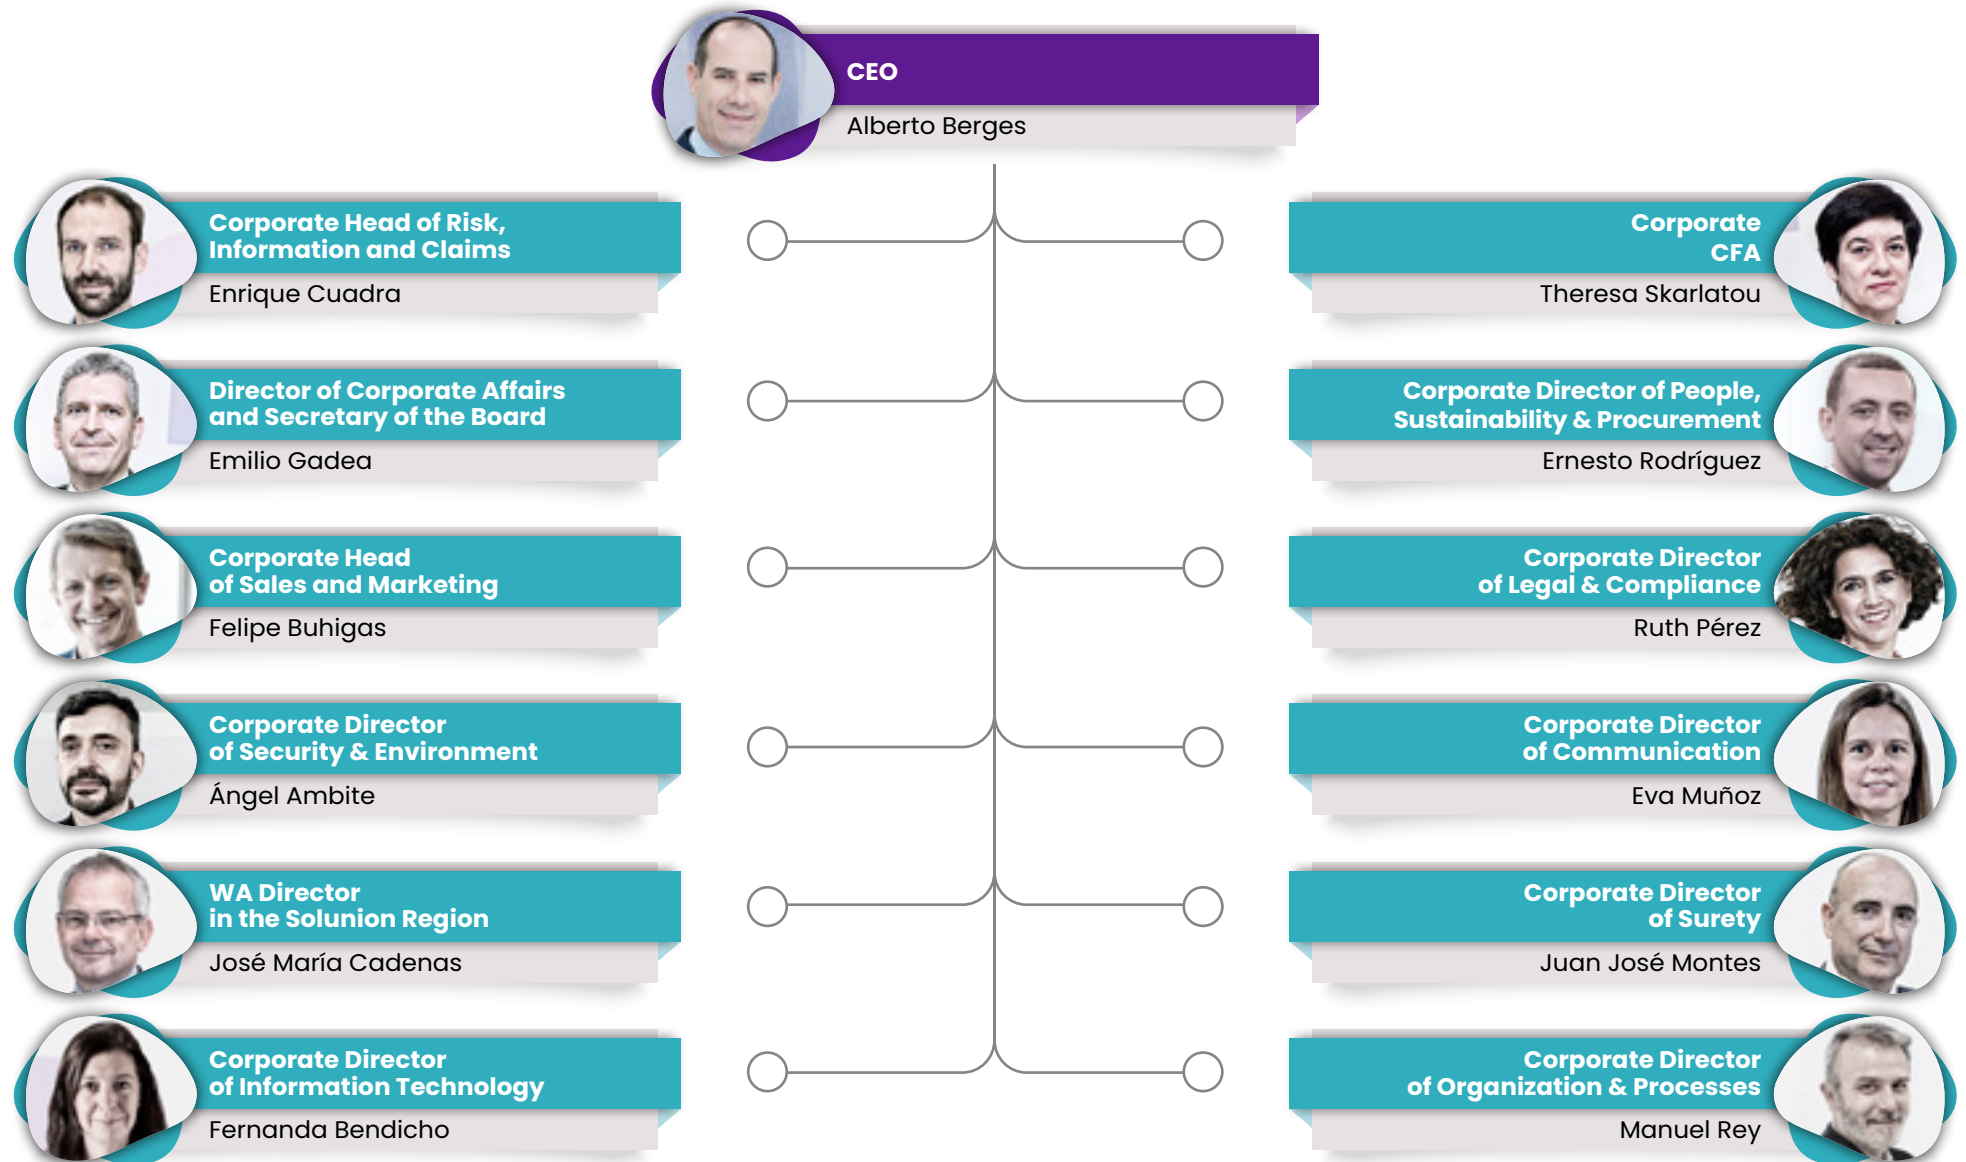 CEO
Alberto Berges
Corporate Head of Risk,
Information and Claims
Enrique Cuadra
Corporate
CFA
Theresa Skarlatou
Director of Corporate Affairs
and Secretary of the Board
Emilio Gadea
Corporate Director of People,
Sustainability & Procurement
Ernesto Rodríguez
Corporate Head
of Sales and Marketing
Felipe Buhigas
Corporate Director
of Legal & Compliance
Ruth Pérez
Corporate Director
of Security & Environment
Ángel Ambite
Corporate Director
of Communication
Eva Muñoz
WA Director
in the Solunion Region
José María Cadenas
Corporate Director
of Surety
Juan José Montes
Corporate Director
of Information Technology
Fernanda Bendicho
Corporate Director
of Organization & Processes
Manuel Rey